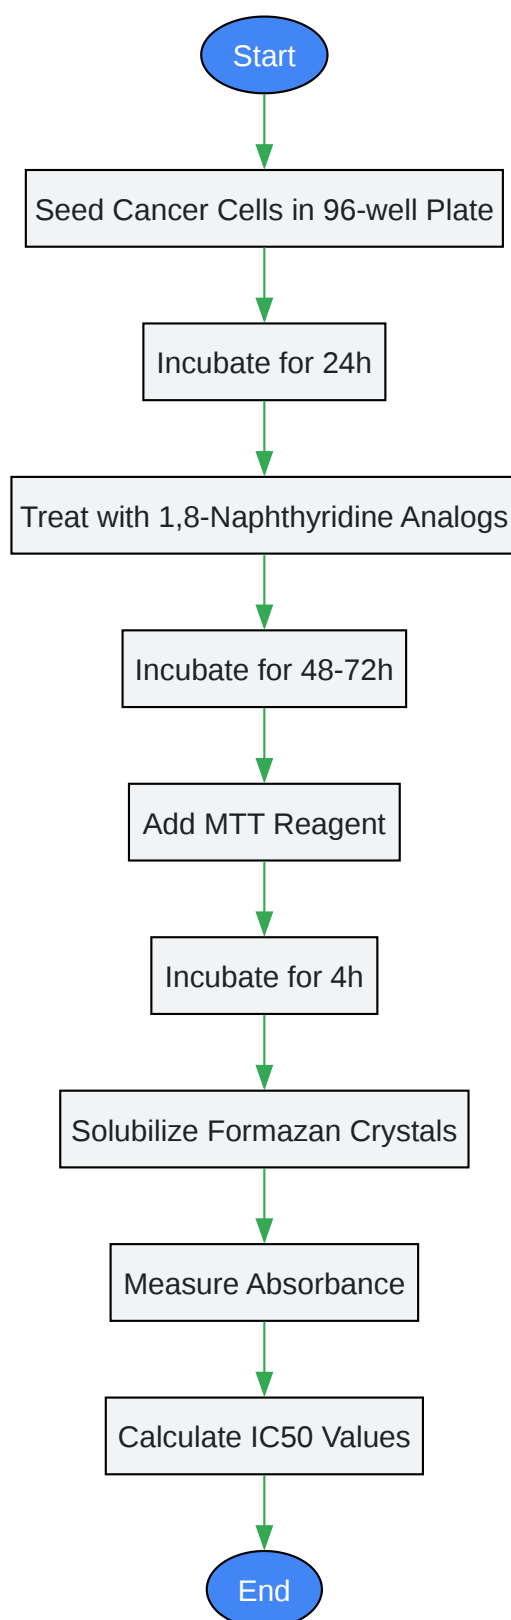 Start
Seed Cancer Cells in 96-well Plate
Incubate for 24h
Treat with 1,8-Naphthyridine Analogs
Incubate for 48-72h
Add MTT Reagent
Incubate for 4h
Solubilize Formazan Crystals
Measure Absorbance
Calculate IC50 Values
End